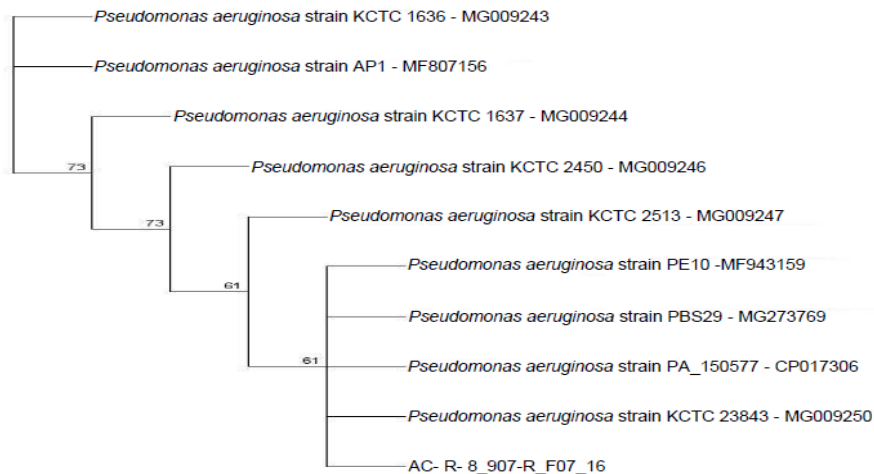 Pseudomonas aeruginosa strain KCTC 1636 - MG009243
Pseudomonas aeruginosa strain AP1 - MF807156
Pseudomonas aeruginosa strain KCTC 1637 - MG009244
73
Pseudomonas aeruginosa strain KCTC 2450 - MG009246
73
Pseudomonas aeruginosa strain KCTC 2513 - MG009247
Pseudomonas aeruginosa strain PE10 -MF943159
61
Pseudomonas aeruginosa strain PBS29 - MG273769
61
Pseudomonas aeruginosa strain PA_150577 - CP017306
Pseudomonas aeruginosa strain KCTC 23843 - MG009250
AC- R- 8_907-R_F07_16